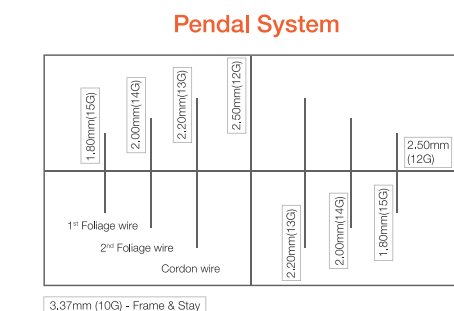 Pendal System
1.80mm(15G)
2.00mm(14G)
2.20mm(13G)
2.50mm(12G)
2.50mm
(12G)
1st Foliage wire
2nd Foliage wire
Cordon wire
2.20mm(13G)
2.00mm(14G)
1.80mm(15G)
3.37mm (10G) - Frame & Stay